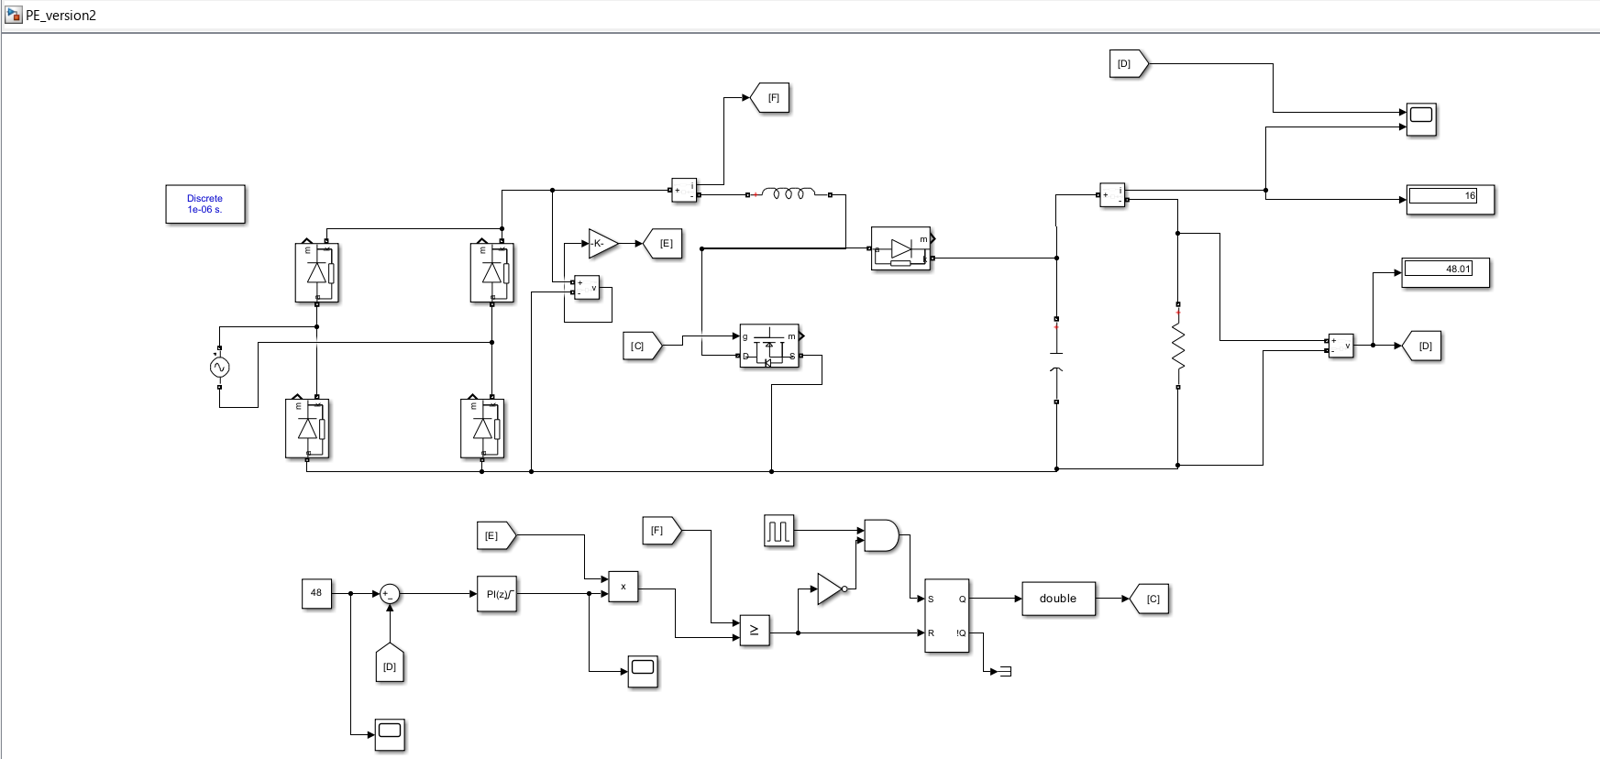 PE_version2
[D]
[F]
i
+
-
Discrete
1e-06 s.
i
+
-
16
m
m
-K-
[E]
m
a
k
48.01
+
-
v
[C]
g
m
D
S
+
-
v
[D]
m
m
[E]
[F]
48
+
-
PI(z)
x
≥
S
Q
R
!Q
double
[C]
[D]